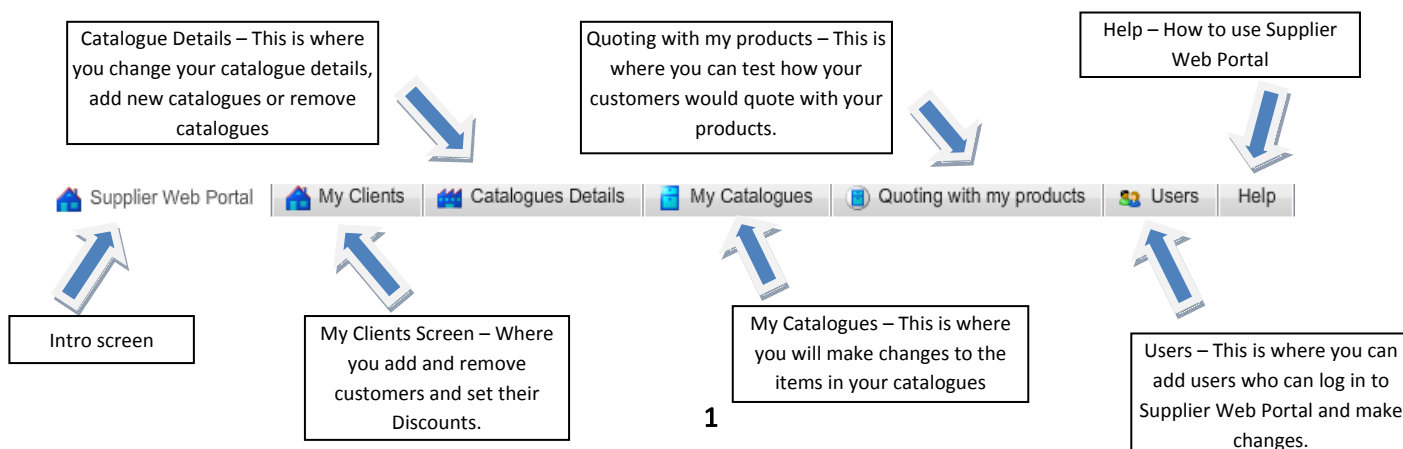 Catalogue Details – This is where
you change your catalogue details,
add new catalogues or remove
catalogues
Quoting with my products – This is
where you can test how your
customers would quote with your
products.
Help – How to use Supplier
Web Portal
Supplier Web Portal
My Clients
Catalogues Details
My Catalogues
Quoting with my products
Users
Help
Intro screen
My Clients Screen – Where
you add and remove
customers and set their
Discounts.
My Catalogues – This is where
you will make changes to the
items in your catalogues
Users – This is where you can
add users who can log in to
Supplier Web Portal and make
changes.
1